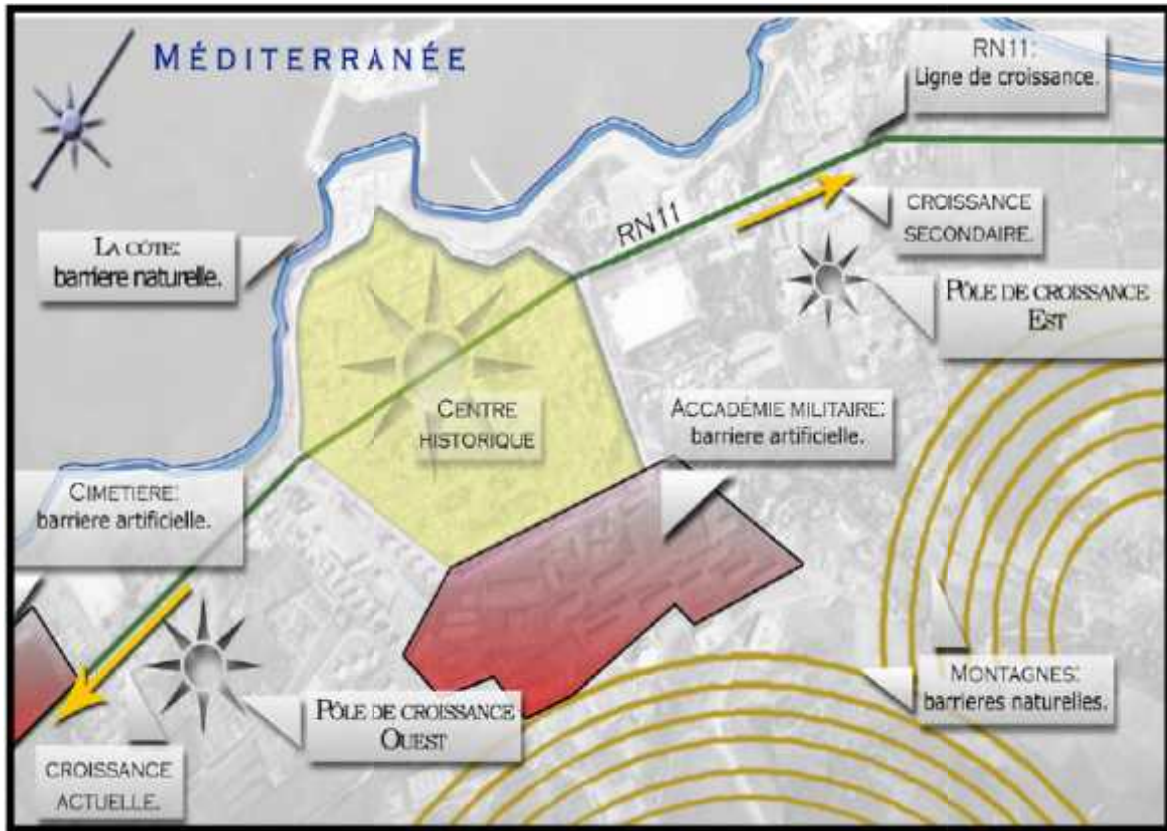 MÉDITERRANÉE
RN11:
Ligne de croissance.
CROISSANCE
SECONDAIRE.
RN11
LA CÔTE:
barriere naturelle.
PÔLE DE CROISSANCE
EST
CENTRE
HISTORIQUE
ACCADÉMIE MILITAIRE:
barriere artificielle.
CIMETIERE:
barriere artificielle.
MONTAGNES:
barrieres naturelles.
PÔLE DE CROISSANCE
OUEST
CROISSANCE
ACTUELLE.